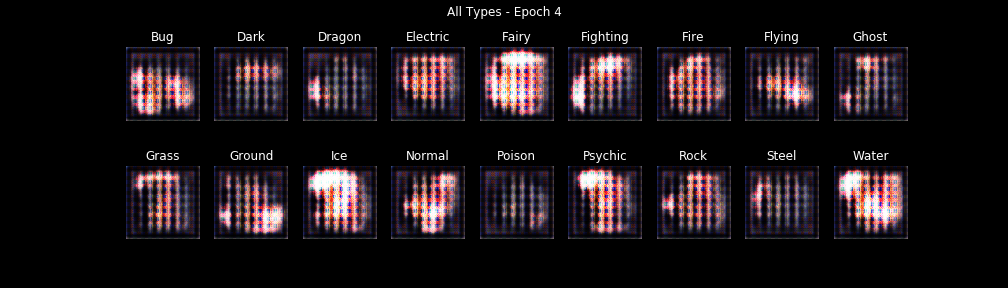 All Types - Epoch 4
Bug Dark Dragon Electric Fairy Fighting Fire Flying Ghost
Grass Ground Ice Normal Poison Psychic Rock Steel Water